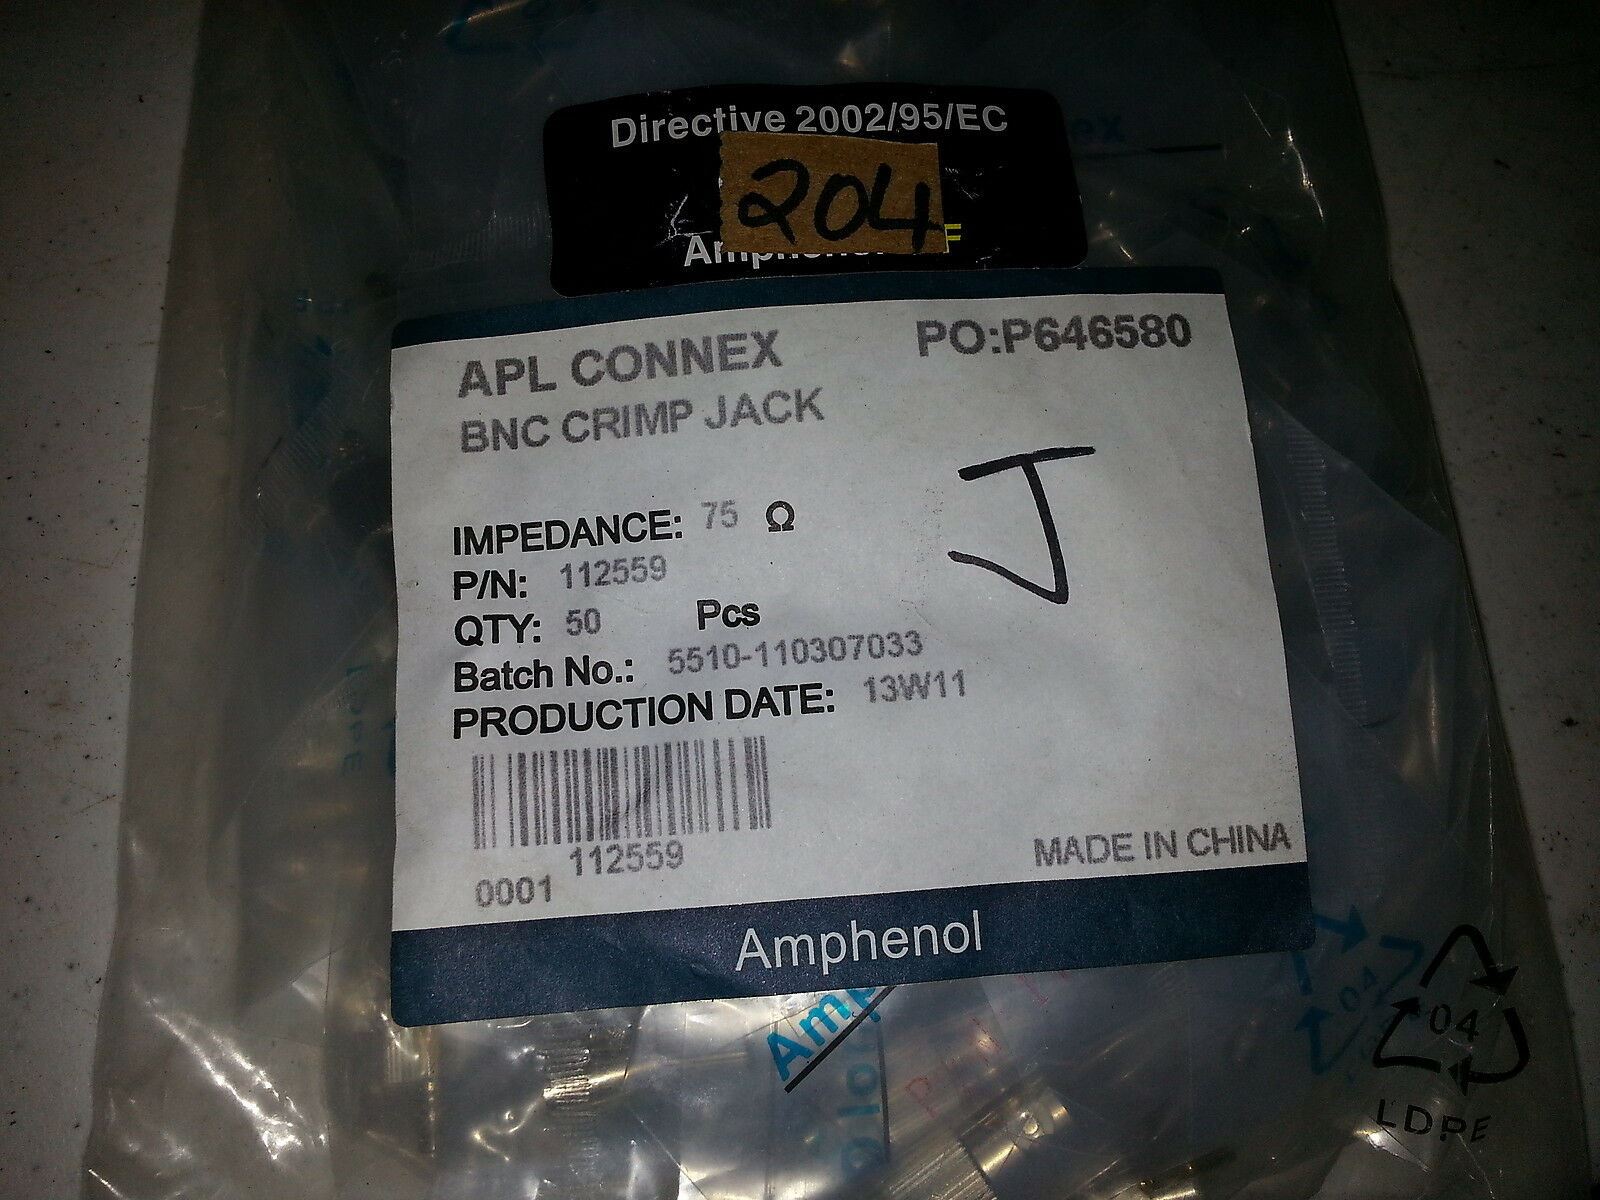 Directive 2002/95/EC
204
APL CONNEX
PO:P646580
BNC CRIMP JACK
J
IMPEDANCE: 75 Ω
P/N: 112559
QTY: 50 Pcs
Batch No.: 5510-110307033
PRODUCTION DATE: 13W11
112559
0001
MADE IN CHINA
Amphenol
04
LDPE